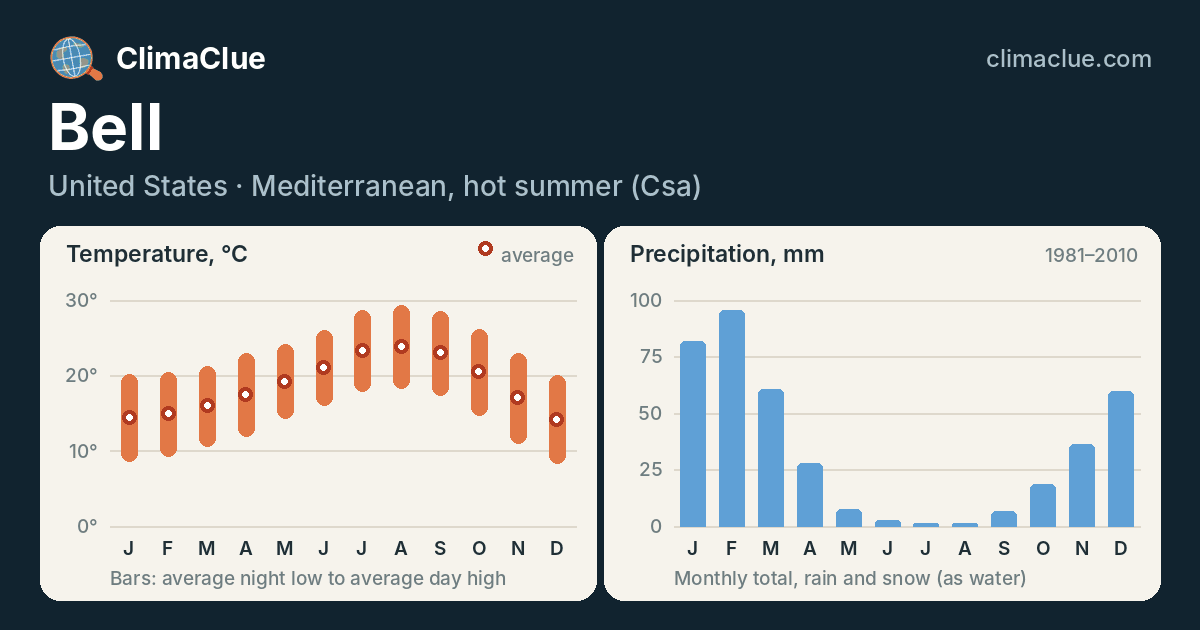 ClimaClue
climaclue.com
Bell
United States · Mediterranean, hot summer (Csa)
Temperature, °C
average
30°
20°
10°
0°
J F M A M J J A S O N D
Bars: average night low to average day high
Precipitation, mm
1981–2010
100
75
50
25
0
J F M A M J J A S O N D
Monthly total, rain and snow (as water)